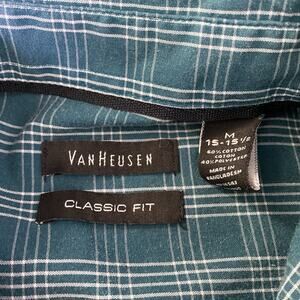 VAN HEUSEN
CLASSIC FIT
M
15-15 1/2
60% COTTON
COTON
40% POLYESTER
MADE IN
BANGLADESH